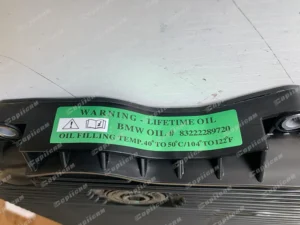 WARNING - LIFETIME OIL
BMW OIL # 83222289720
OIL FILLING TEMP. 40° TO 50°C/104° TO 122°F